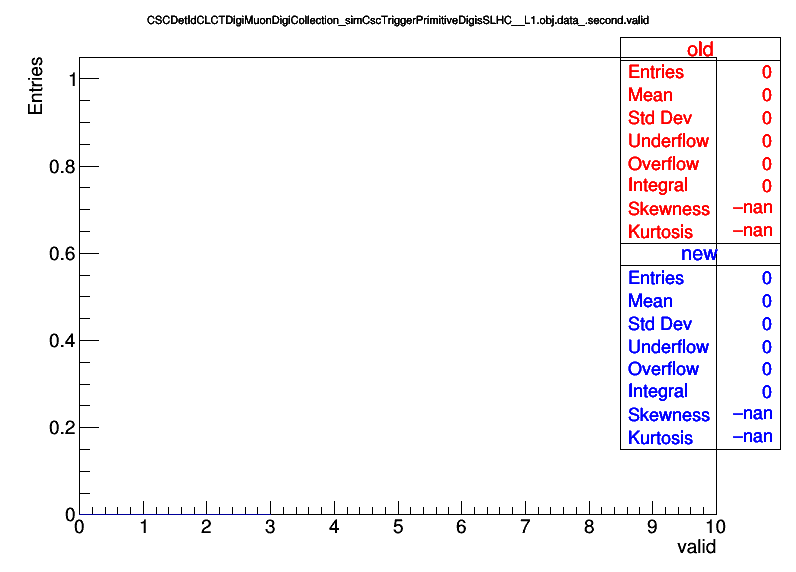 CSCDetIdCLCTDigiMuonDigiCollection_simCscTriggerPrimitiveDigisSLHC__L1.obj.data_.second.valid
Entries
1
0.8
0.6
0.4
0.2
0
0 1 2 3 4 5 6 7 8 9 10
valid
old
Entries 0
Mean 0
Std Dev 0
Underflow 0
Overflow 0
Integral 0
Skewness −nan
Kurtosis −nan
new
Entries 0
Mean 0
Std Dev 0
Underflow 0
Overflow 0
Integral 0
Skewness −nan
Kurtosis −nan